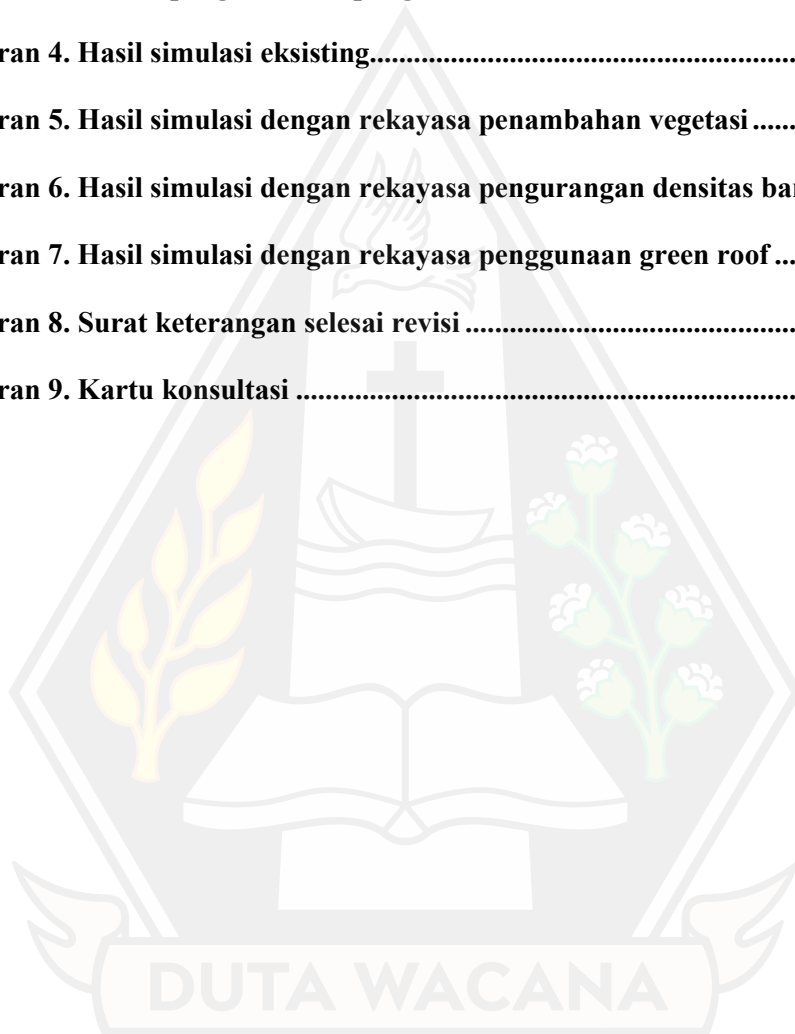 ran 4. Hasil simulasi eksisting
ran 5. Hasil simulasi dengan rekayasa penambahan vegetasi
ran 6. Hasil simulasi dengan rekayasa pengurangan densitas ba
ran 7. Hasil simulasi dengan rekayasa penggunaan green roof
ran 8. Surat keterangan selesai revisi
ran 9. Kartu konsultasi
DUTA WACANA